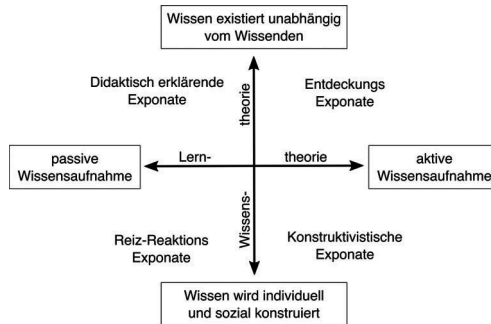 Wissen existiert unabhängig
vom Wissenden
Didaktisch erklärende
Exponate
Entdeckungs
Exponate
theorie
passive
Wissensaufnahme
Lern-
theorie
aktive
Wissensaufnahme
Wissens-
Reiz-Reaktions
Exponate
Konstruktivistische
Exponate
Wissen wird individuell
und sozial konstruiert